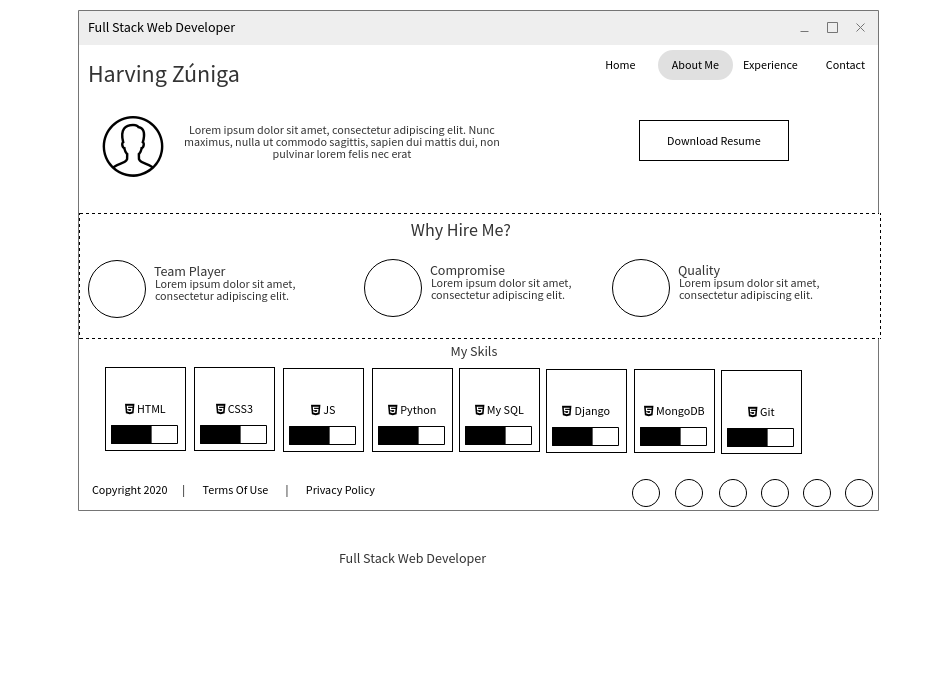 Full Stack Web Developer
Harving Zúniga
Home
About Me
Experience
Contact
Lorem ipsum dolor sit amet, consectetur adipiscing elit. Nunc
maximus, nulla ut commodo sagittis, sapien dui mattis dui, non
pulvinar lorem felis nec erat
Download Resume
Why Hire Me?
Team Player
Lorem ipsum dolor sit amet,
consectetur adipiscing elit.
Compromise
Lorem ipsum dolor sit amet,
consectetur adipiscing elit.
Quality
Lorem ipsum dolor sit amet,
consectetur adipiscing elit.
My Skils
HTML
CSS3
JS
Python
My SQL
Django
MongoDB
Git
Copyright 2020 | Terms Of Use | Privacy Policy
Full Stack Web Developer